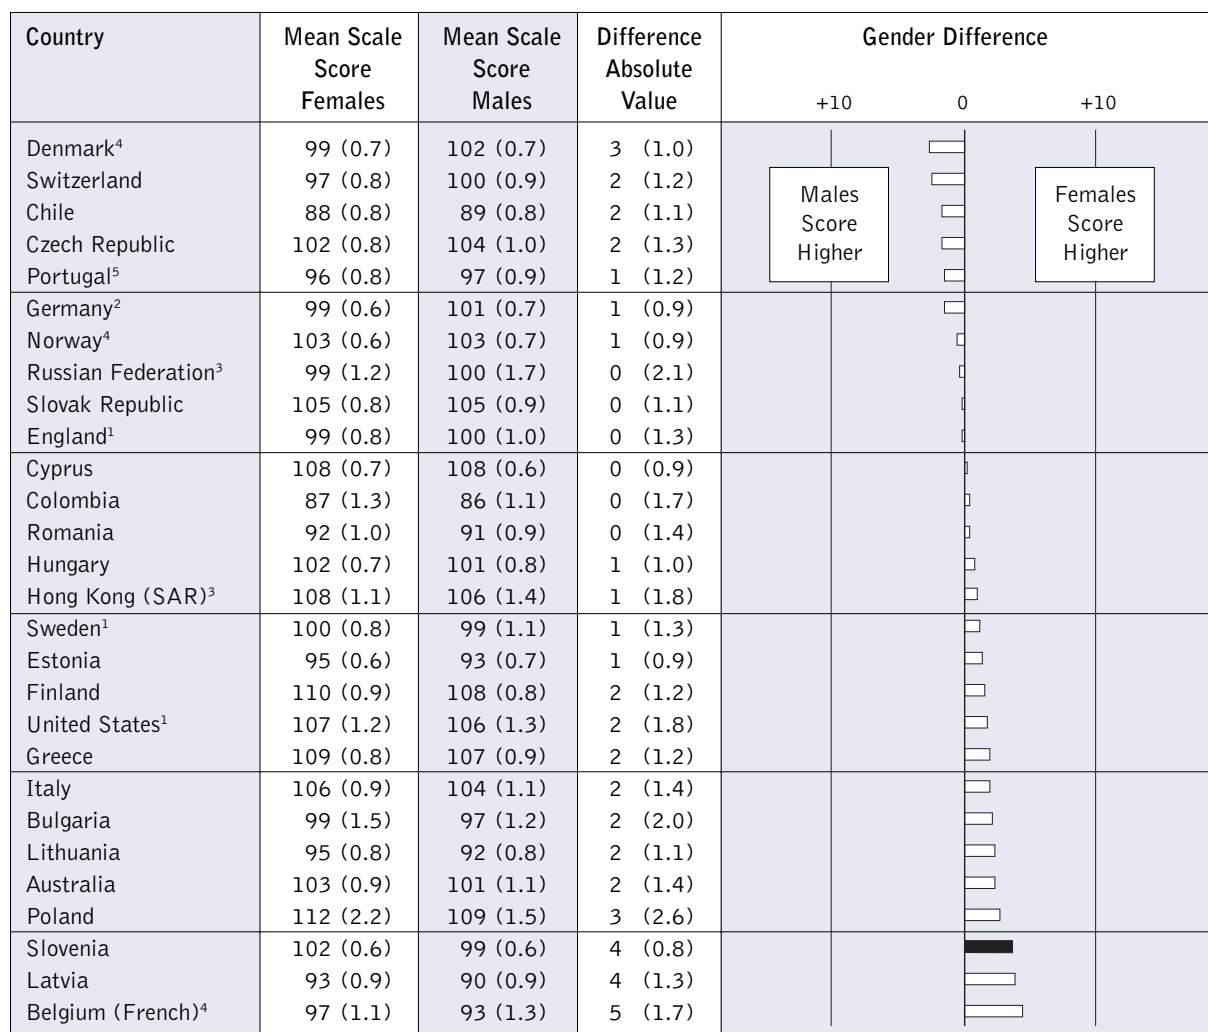 Country Mean Scale Score Females Mean Scale Score Males Difference Absolute Value Gender Difference
+10 0 +10
Males Score Higher
Females Score Higher
Denmark⁴ 99 (0.7) 102 (0.7) 3 (1.0)
Switzerland 97 (0.8) 100 (0.9) 2 (1.2)
Chile 88 (0.8) 89 (0.8) 2 (1.1)
Czech Republic 102 (0.8) 104 (1.0) 2 (1.3)
Portugal⁵ 96 (0.8) 97 (0.9) 1 (1.2)
Germany² 99 (0.6) 101 (0.7) 1 (0.9)
Norway⁴ 103 (0.6) 103 (0.7) 1 (0.9)
Russian Federation³ 99 (1.2) 100 (1.7) 0 (2.1)
Slovak Republic 105 (0.8) 105 (0.9) 0 (1.1)
England¹ 99 (0.8) 100 (1.0) 0 (1.3)
Cyprus 108 (0.7) 108 (0.6) 0 (0.9)
Colombia 87 (1.3) 86 (1.1) 0 (1.7)
Romania 92 (1.0) 91 (0.9) 0 (1.4)
Hungary 102 (0.7) 101 (0.8) 1 (1.0)
Hong Kong (SAR)³ 108 (1.1) 106 (1.4) 1 (1.8)
Sweden¹ 100 (0.8) 99 (1.1) 1 (1.3)
Estonia 95 (0.6) 93 (0.7) 1 (0.9)
Finland 110 (0.9) 108 (0.8) 2 (1.2)
United States¹ 107 (1.2) 106 (1.3) 2 (1.8)
Greece 109 (0.8) 107 (0.9) 2 (1.2)
Italy 106 (0.9) 104 (1.1) 2 (1.4)
Bulgaria 99 (1.5) 97 (1.2) 2 (2.0)
Lithuania 95 (0.8) 92 (0.8) 2 (1.1)
Australia 103 (0.9) 101 (1.1) 2 (1.4)
Poland 112 (2.2) 109 (1.5) 3 (2.6)
Slovenia 102 (0.6) 99 (0.6) 4 (0.8)
Latvia 93 (0.9) 90 (0.9) 4 (1.3)
Belgium (French)⁴ 97 (1.1) 93 (1.3) 5 (1.7)